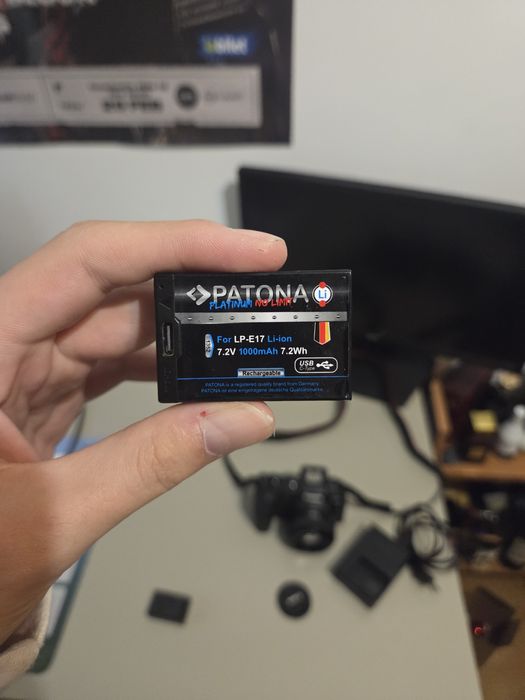 PATONA Li
PLATINUM NO LIMIT
For LP-E17 Li-ion
7.2V 1000mAh 7.2Wh
USB
C-Type
Rechargeable
PATONA is a registered quality brand from Germany
PATONA ist eine eingetragene deutsche Qualitätsmarke